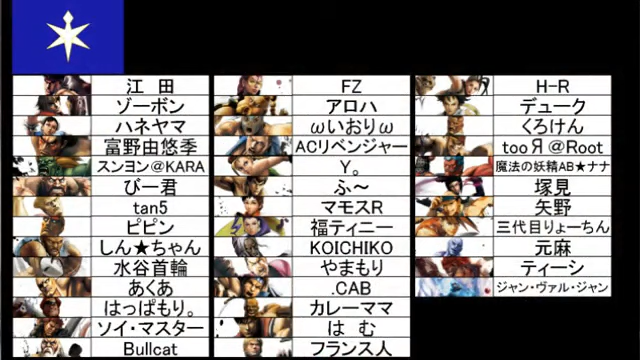 江 田
ゾーボン
ハネヤマ
富野由悠季
スンヨン@KARA
びー君
tan5
ピピン
しん★ちゃん
水谷首輪
あくあ
はっぱもり。
ソイ・マスター
Bullcat
FZ
アロハ
ωいおりω
ACリベンジャー
Y。
ふ～
マモスR
福ティニー
KOICHIKO
やまもり
.CAB
カレーママ
は む
フランス人
H-R
デューク
くろけん
tooЯ@Root
魔法の妖精AB★ナナ
塚見
矢野
三代目りょーちん
元麻
ティーシ
ジャン・ヴァル・ジャン